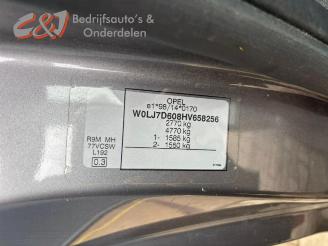 Bedrijfsauto's &
Onderdelen
OPEL
e1*98/14*0170
W0LJ7D608HV658256
2770 kg
4770 kg
1- 1585 kg
2- 1550 kg
R9M MH
77VCSW
L192
0.3